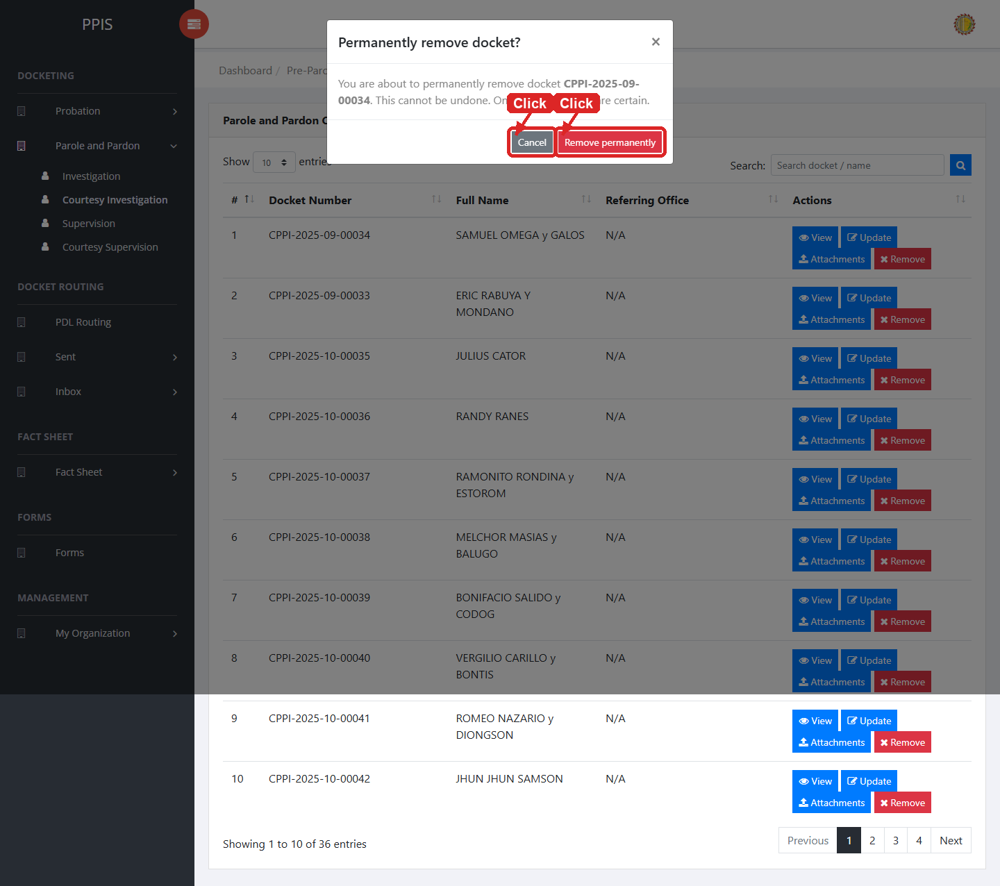 PPIS
DOCKETING
Probation
Parole and Pardon
Investigation
Courtesy Investigation
Supervision
Courtesy Supervision
DOCKET ROUTING
PDL Routing
Sent
Inbox
FACT SHEET
Fact Sheet
FORMS
Forms
MANAGEMENT
My Organization
Permanently remove docket? ×
You are about to permanently remove docket CPPI-2025-09-
00034. This cannot be undone. certain.
Click Click
Cancel Remove permanently
Dashboard /
Parole and Pardon
Show 10 entries
Search: Search docket / name
# Docket Number Full Name Referring Office Actions
1 CPPI-2025-09-00034 SAMUEL OMEGA y GALOS N/A View Update
Attachments Remove
2 CPPI-2025-09-00033 ERIC RABUYA Y N/A View Update
MONDANO Attachments Remove
3 CPPI-2025-10-00035 JULIUS CATOR N/A View Update
Attachments Remove
4 CPPI-2025-10-00036 RANDY RANES N/A View Update
Attachments Remove
5 CPPI-2025-10-00037 RAMONITO RONDINA y N/A View Update
ESTOROM Attachments Remove
6 CPPI-2025-10-00038 MELCHOR MASIAS y N/A View Update
BALUGO Attachments Remove
7 CPPI-2025-10-00039 BONIFACIO SALIDO y N/A View Update
CODOG Attachments Remove
8 CPPI-2025-10-00040 VERGILIO CARILLO y N/A View Update
BONTIS Attachments Remove
9 CPPI-2025-10-00041 ROMEO NAZARIO y N/A View Update
DIONGSON Attachments Remove
10 CPPI-2025-10-00042 JHUN JHUN SAMSON N/A View Update
Attachments Remove
Showing 1 to 10 of 36 entries
Previous 1 2 3 4 Next